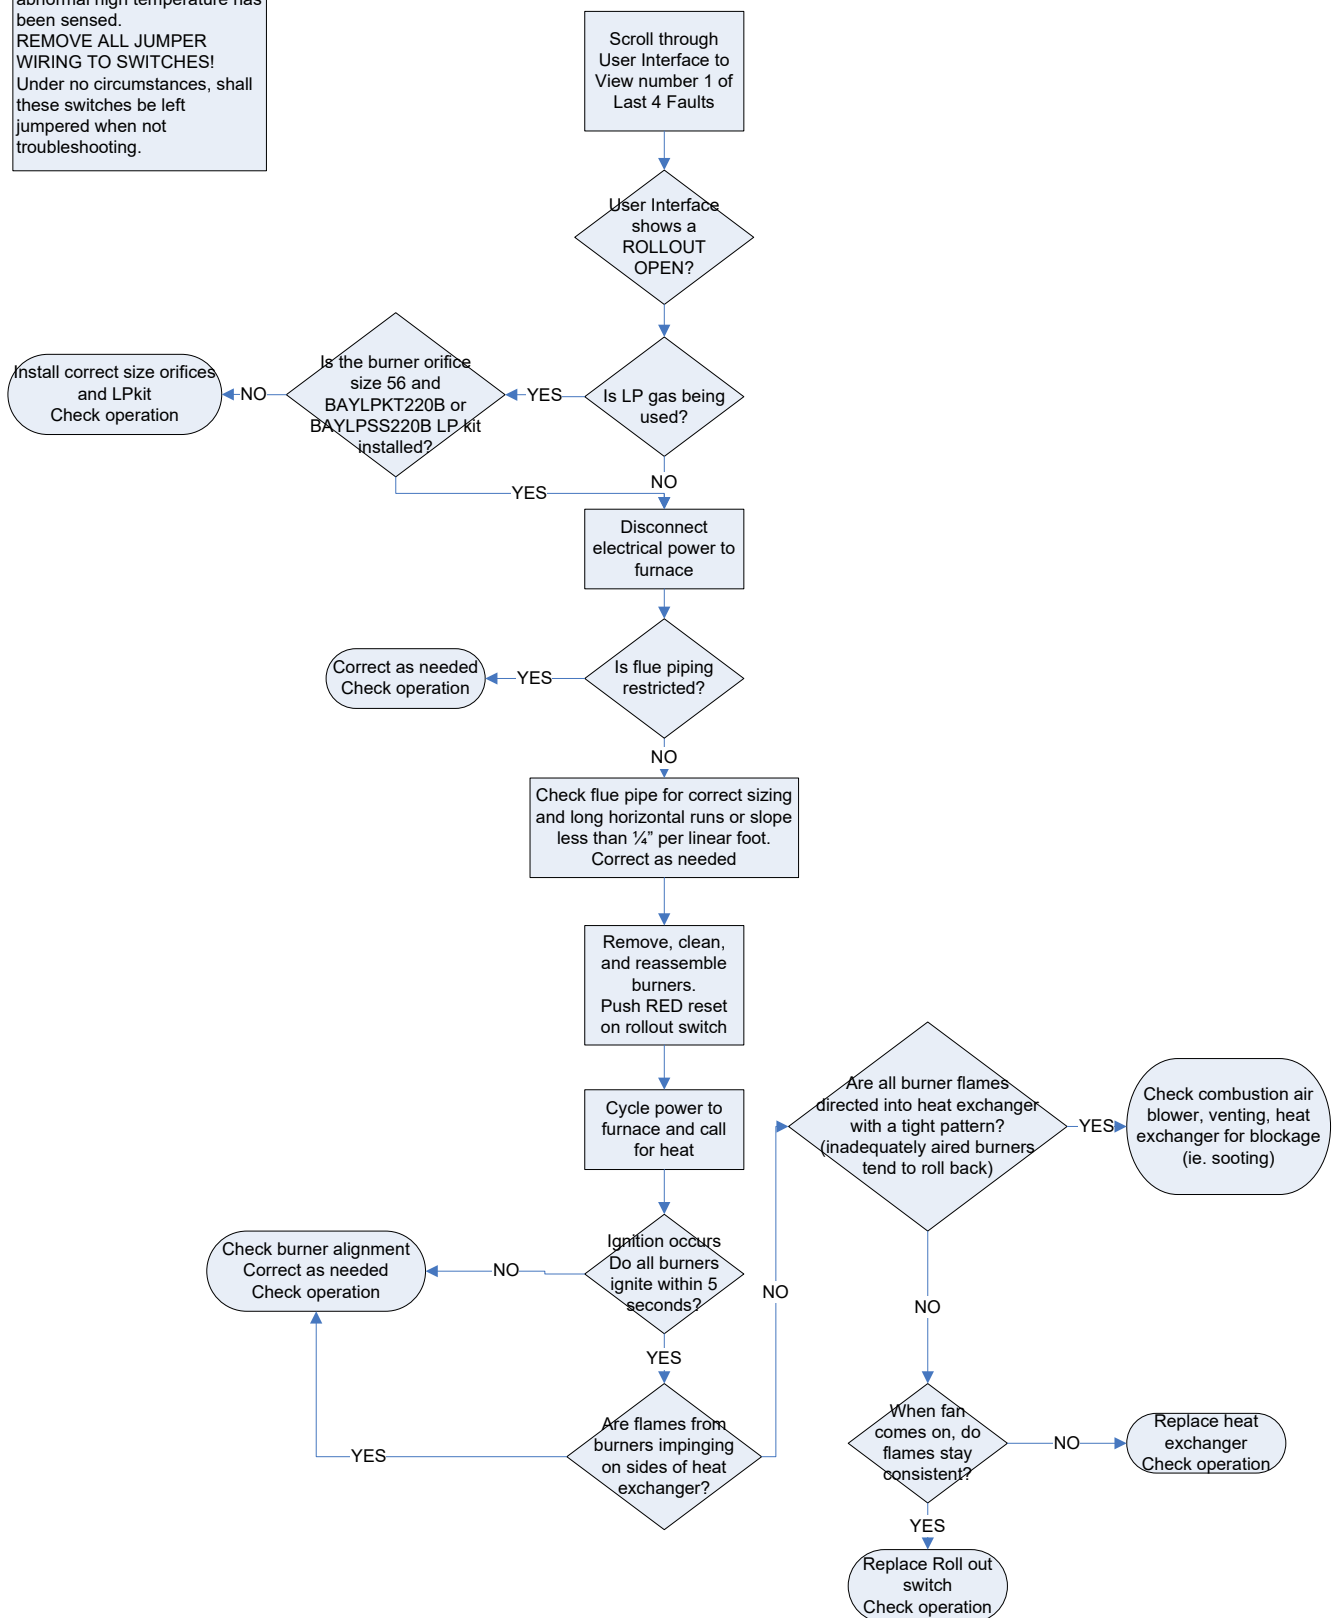 abnormal high temperature has
been sensed.
REMOVE ALL JUMPER
WIRING TO SWITCHES!
Under no circumstances, shall
these switches be left
jumpered when not
troubleshooting.
Scroll through
User Interface to
View number 1 of
Last 4 Faults
User Interface
shows a
ROLLOUT
OPEN?
Is LP gas being
used?
YES
NO
Is the burner orifice
size 56 and
BAYLPKT220B or
BAYLPSS220B LP kit
installed?
NO
YES
Install correct size orifices
and LPkit
Check operation
Disconnect
electrical power to
furnace
Is flue piping
restricted?
YES
Correct as needed
Check operation
NO
Check flue pipe for correct sizing
and long horizontal runs or slope
less than ¼” per linear foot.
Correct as needed
Remove, clean,
and reassemble
burners.
Push RED reset
on rollout switch
Cycle power to
furnace and call
for heat
Ignition occurs
Do all burners
ignite within 5
seconds?
NO
Check burner alignment
Correct as needed
Check operation
YES
Are flames from
burners impinging
on sides of heat
exchanger?
YES
NO
Are all burner flames
directed into heat exchanger
with a tight pattern?
(inadequately aired burners
tend to roll back)
YES
Check combustion air
blower, venting, heat
exchanger for blockage
(ie. sooting)
NO
When fan
comes on, do
flames stay
consistent?
NO
Replace heat
exchanger
Check operation
YES
Replace Roll out
switch
Check operation